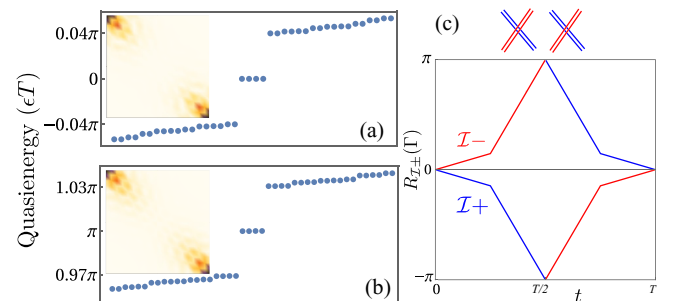 Quasienergy (ϵT)
0.04π
0
-0.04π
(a)
1.03π
π
0.97π
(b)
(c)
R_{ℐ±}(Γ)
π
0
−π
ℐ−
ℐ+
0
T/2
T
t